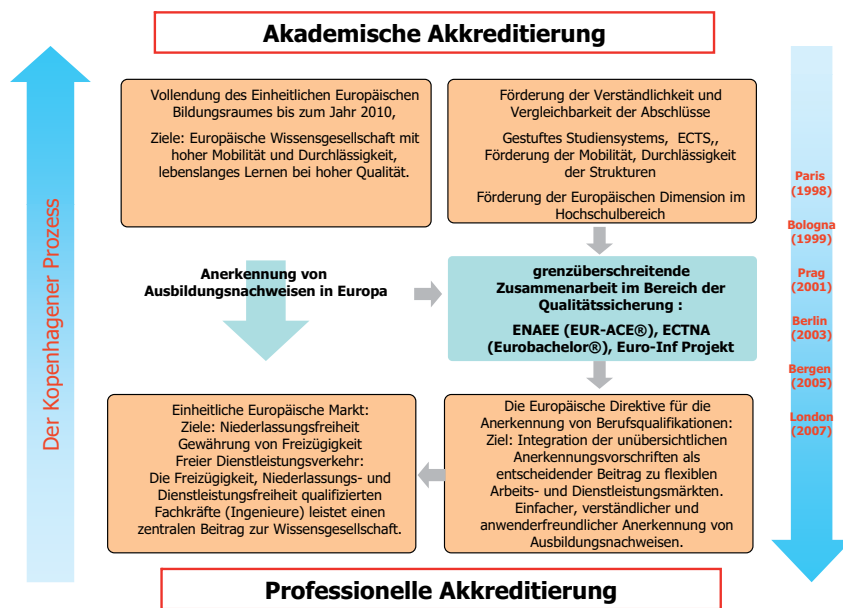 Akademische Akkreditierung
Der Kopenhagener Prozess
Vollendung des Einheitlichen Europäischen
Bildungsraumes bis zum Jahr 2010,
Ziele: Europäische Wissensgesellschaft mit
hoher Mobilität und Durchlässigkeit,
lebenslanges Lernen bei hoher Qualität.
Förderung der Verständlichkeit und
Vergleichbarkeit der Abschlüsse
Gestuftes Studiensystems, ECTS,,
Förderung der Mobilität, Durchlässigkeit
der Strukturen
Förderung der Europäischen Dimension im
Hochschulbereich
Anerkennung von
Ausbildungsnachweisen in Europa
grenzüberschreitende
Zusammenarbeit im Bereich der
Qualitätssicherung :
ENAEE (EUR-ACE®), ECTNA
(Eurobachelor®), Euro-Inf Projekt
Einheitliche Europäische Markt:
Ziele: Niederlassungsfreiheit
Gewährung von Freizügigkeit
Freier Dienstleistungsverkehr:
Die Freizügigkeit, Niederlassungs- und
Dienstleistungsfreiheit qualifizierten
Fachkräfte (Ingenieure) leistet einen
zentralen Beitrag zur Wissensgesellschaft.
Die Europäische Direktive für die
Anerkennung von Berufsqualifikationen:
Ziel: Integration der unübersichtlichen
Anerkennungsvorschriften als
entscheidender Beitrag zu flexiblen
Arbeits- und Dienstleistungsmärkten.
Einfacher, verständlicher und
anwenderfreundlicher Anerkennung von
Ausbildungsnachweisen.
Paris
(1998)
Bologna
(1999)
Prag
(2001)
Berlin
(2003)
Bergen
(2005)
London
(2007)
Professionelle Akkreditierung